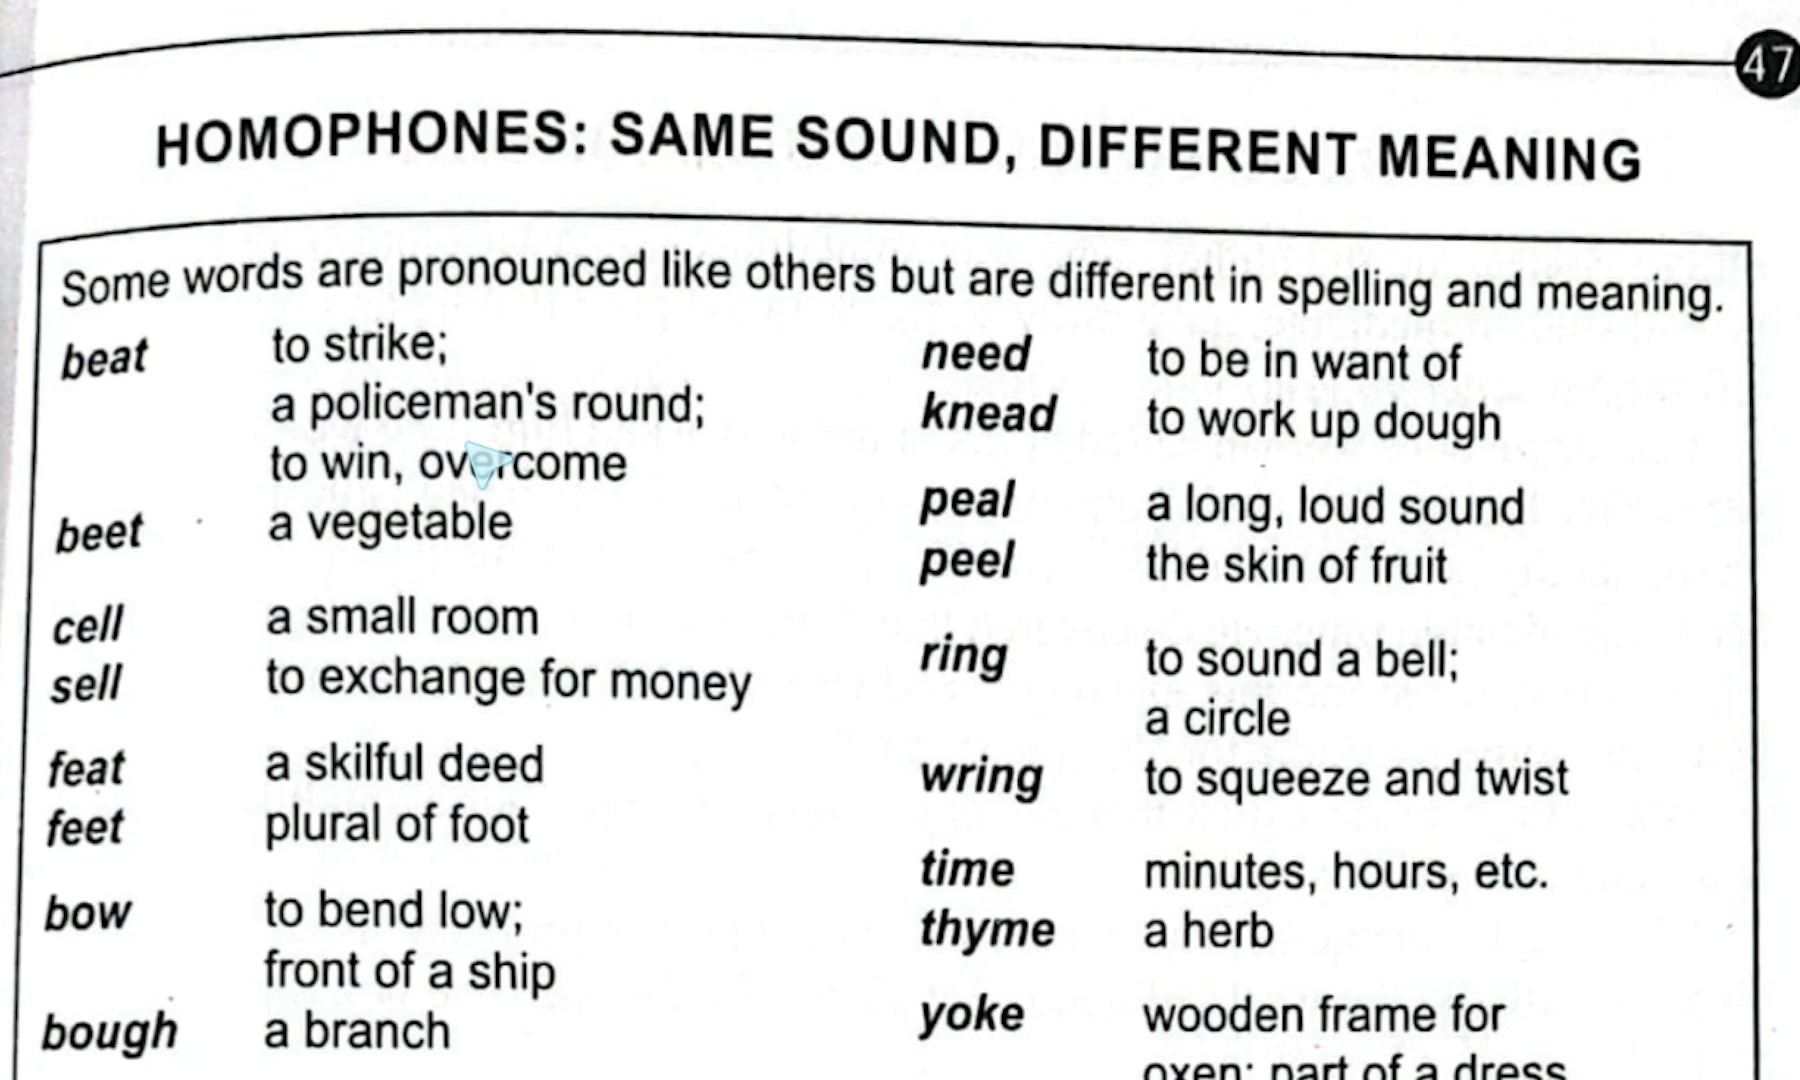 47
HOMOPHONES: SAME SOUND, DIFFERENT MEANING
Some words are pronounced like others but are different in spelling and meaning.
beat to strike;
a policeman's round;
to win, overcome
beet a vegetable
cell a small room
sell to exchange for money
feat a skilful deed
feet plural of foot
bow to bend low;
front of a ship
bough a branch
need to be in want of
knead to work up dough
peal a long, loud sound
peel the skin of fruit
ring to sound a bell;
a circle
wring to squeeze and twist
time minutes, hours, etc.
thyme a herb
yoke wooden frame for
oxen; part of a dress